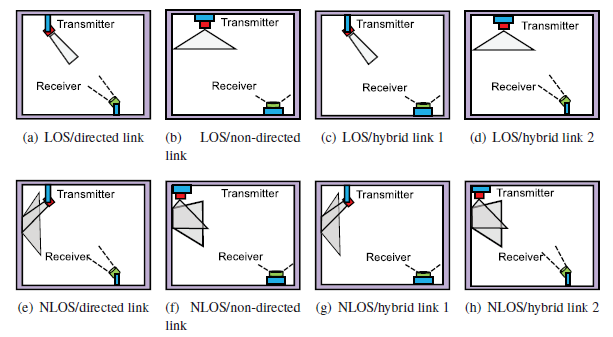 Transmitter
Receiver
(a) LOS/directed link
Transmitter
Receiver
(b) LOS/non-directed
link
Transmitter
Receiver
(c) LOS/hybrid link 1
Transmitter
Receiver
(d) LOS/hybrid link 2
Transmitter
Receiver
(e) NLOS/directed link
Transmitter
Receiver
(f) NLOS/non-directed
link
Transmitter
Receiver
(g) NLOS/hybrid link 1
Transmitter
Receiver
(h) NLOS/hybrid link 2